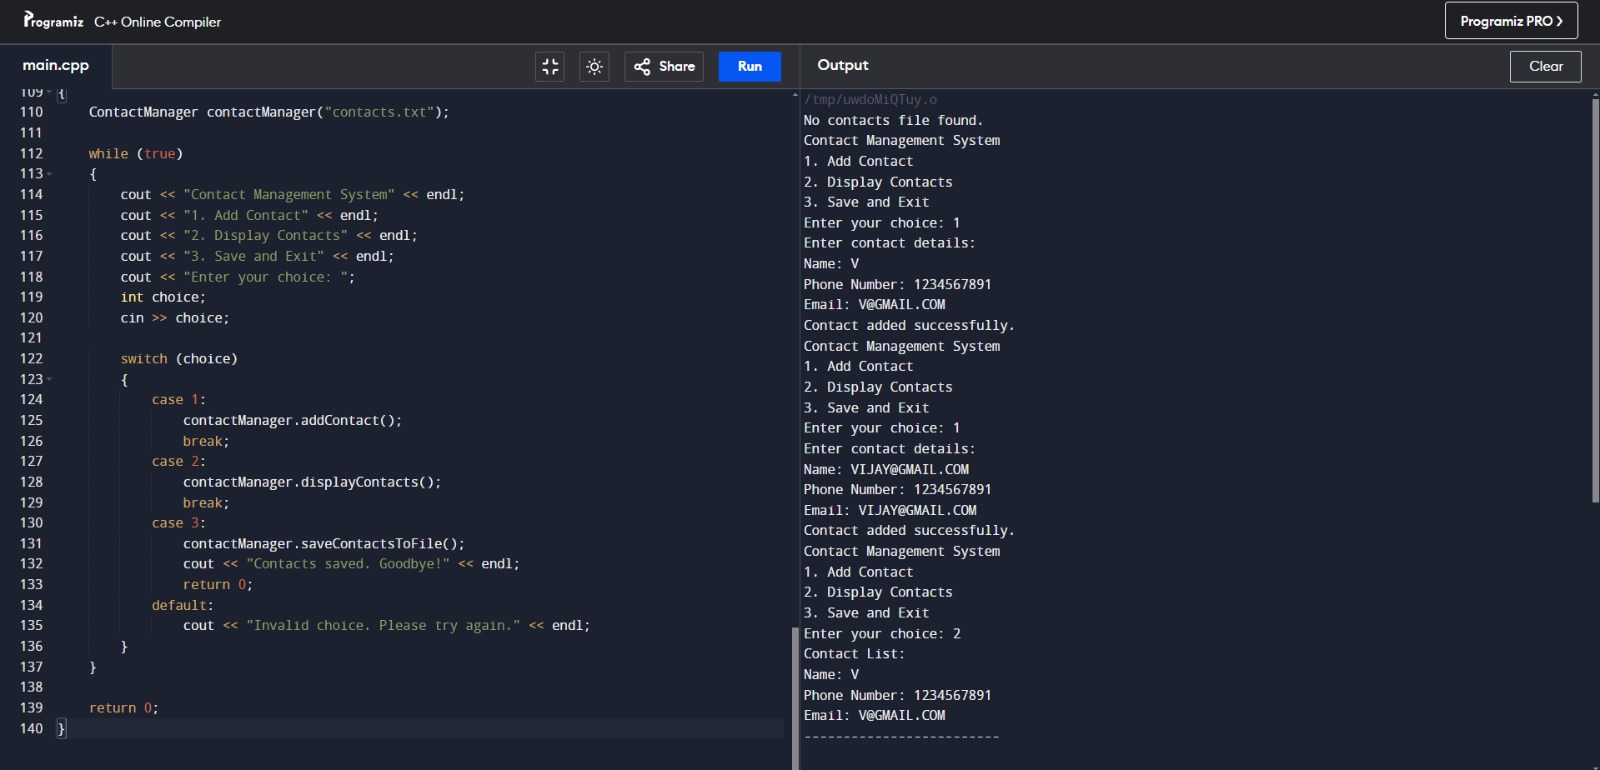 Programiz C++ Online Compiler
Programiz PRO >
main.cpp
Share
Run
Output
Clear
109 {
110 ContactManager contactManager("contacts.txt");
111
112 while (true)
113 {
114 cout << "Contact Management System" << endl;
115 cout << "1. Add Contact" << endl;
116 cout << "2. Display Contacts" << endl;
117 cout << "3. Save and Exit" << endl;
118 cout << "Enter your choice: ";
119 int choice;
120 cin >> choice;
121
122 switch (choice)
123 {
124 case 1:
125 contactManager.addContact();
126 break;
127 case 2:
128 contactManager.displayContacts();
129 break;
130 case 3:
131 contactManager.saveContactsToFile();
132 cout << "Contacts saved. Goodbye!" << endl;
133 return 0;
134 default:
135 cout << "Invalid choice. Please try again." << endl;
136 }
137 }
138
139 return 0;
140 }
/tmp/uwdoMiQTuy.o
No contacts file found.
Contact Management System
1. Add Contact
2. Display Contacts
3. Save and Exit
Enter your choice: 1
Enter contact details:
Name: V
Phone Number: 1234567891
Email: V@GMAIL.COM
Contact added successfully.
Contact Management System
1. Add Contact
2. Display Contacts
3. Save and Exit
Enter your choice: 1
Enter contact details:
Name: VIJAY@GMAIL.COM
Phone Number: 1234567891
Email: VIJAY@GMAIL.COM
Contact added successfully.
Contact Management System
1. Add Contact
2. Display Contacts
3. Save and Exit
Enter your choice: 2
Contact List:
Name: V
Phone Number: 1234567891
Email: V@GMAIL.COM
-------------------------